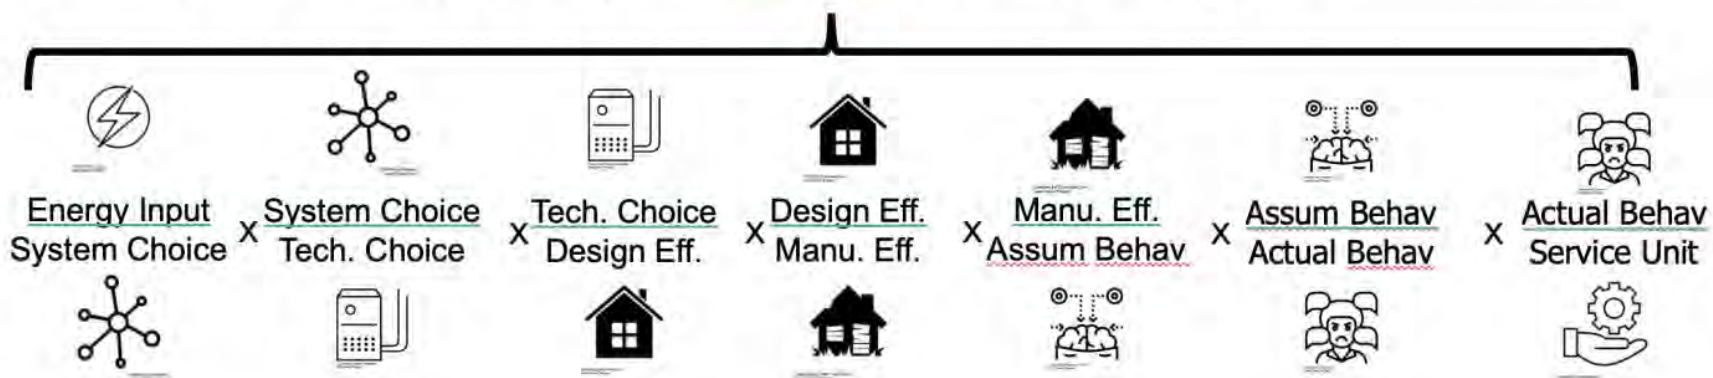 Energy Input x System Choice x Tech. Choice x Design Eff. x Manu. Eff. x Assum Behav x Actual Behav
System Choice Tech. Choice Design Eff. Manu. Eff. Assum Behav Actual Behav Service Unit